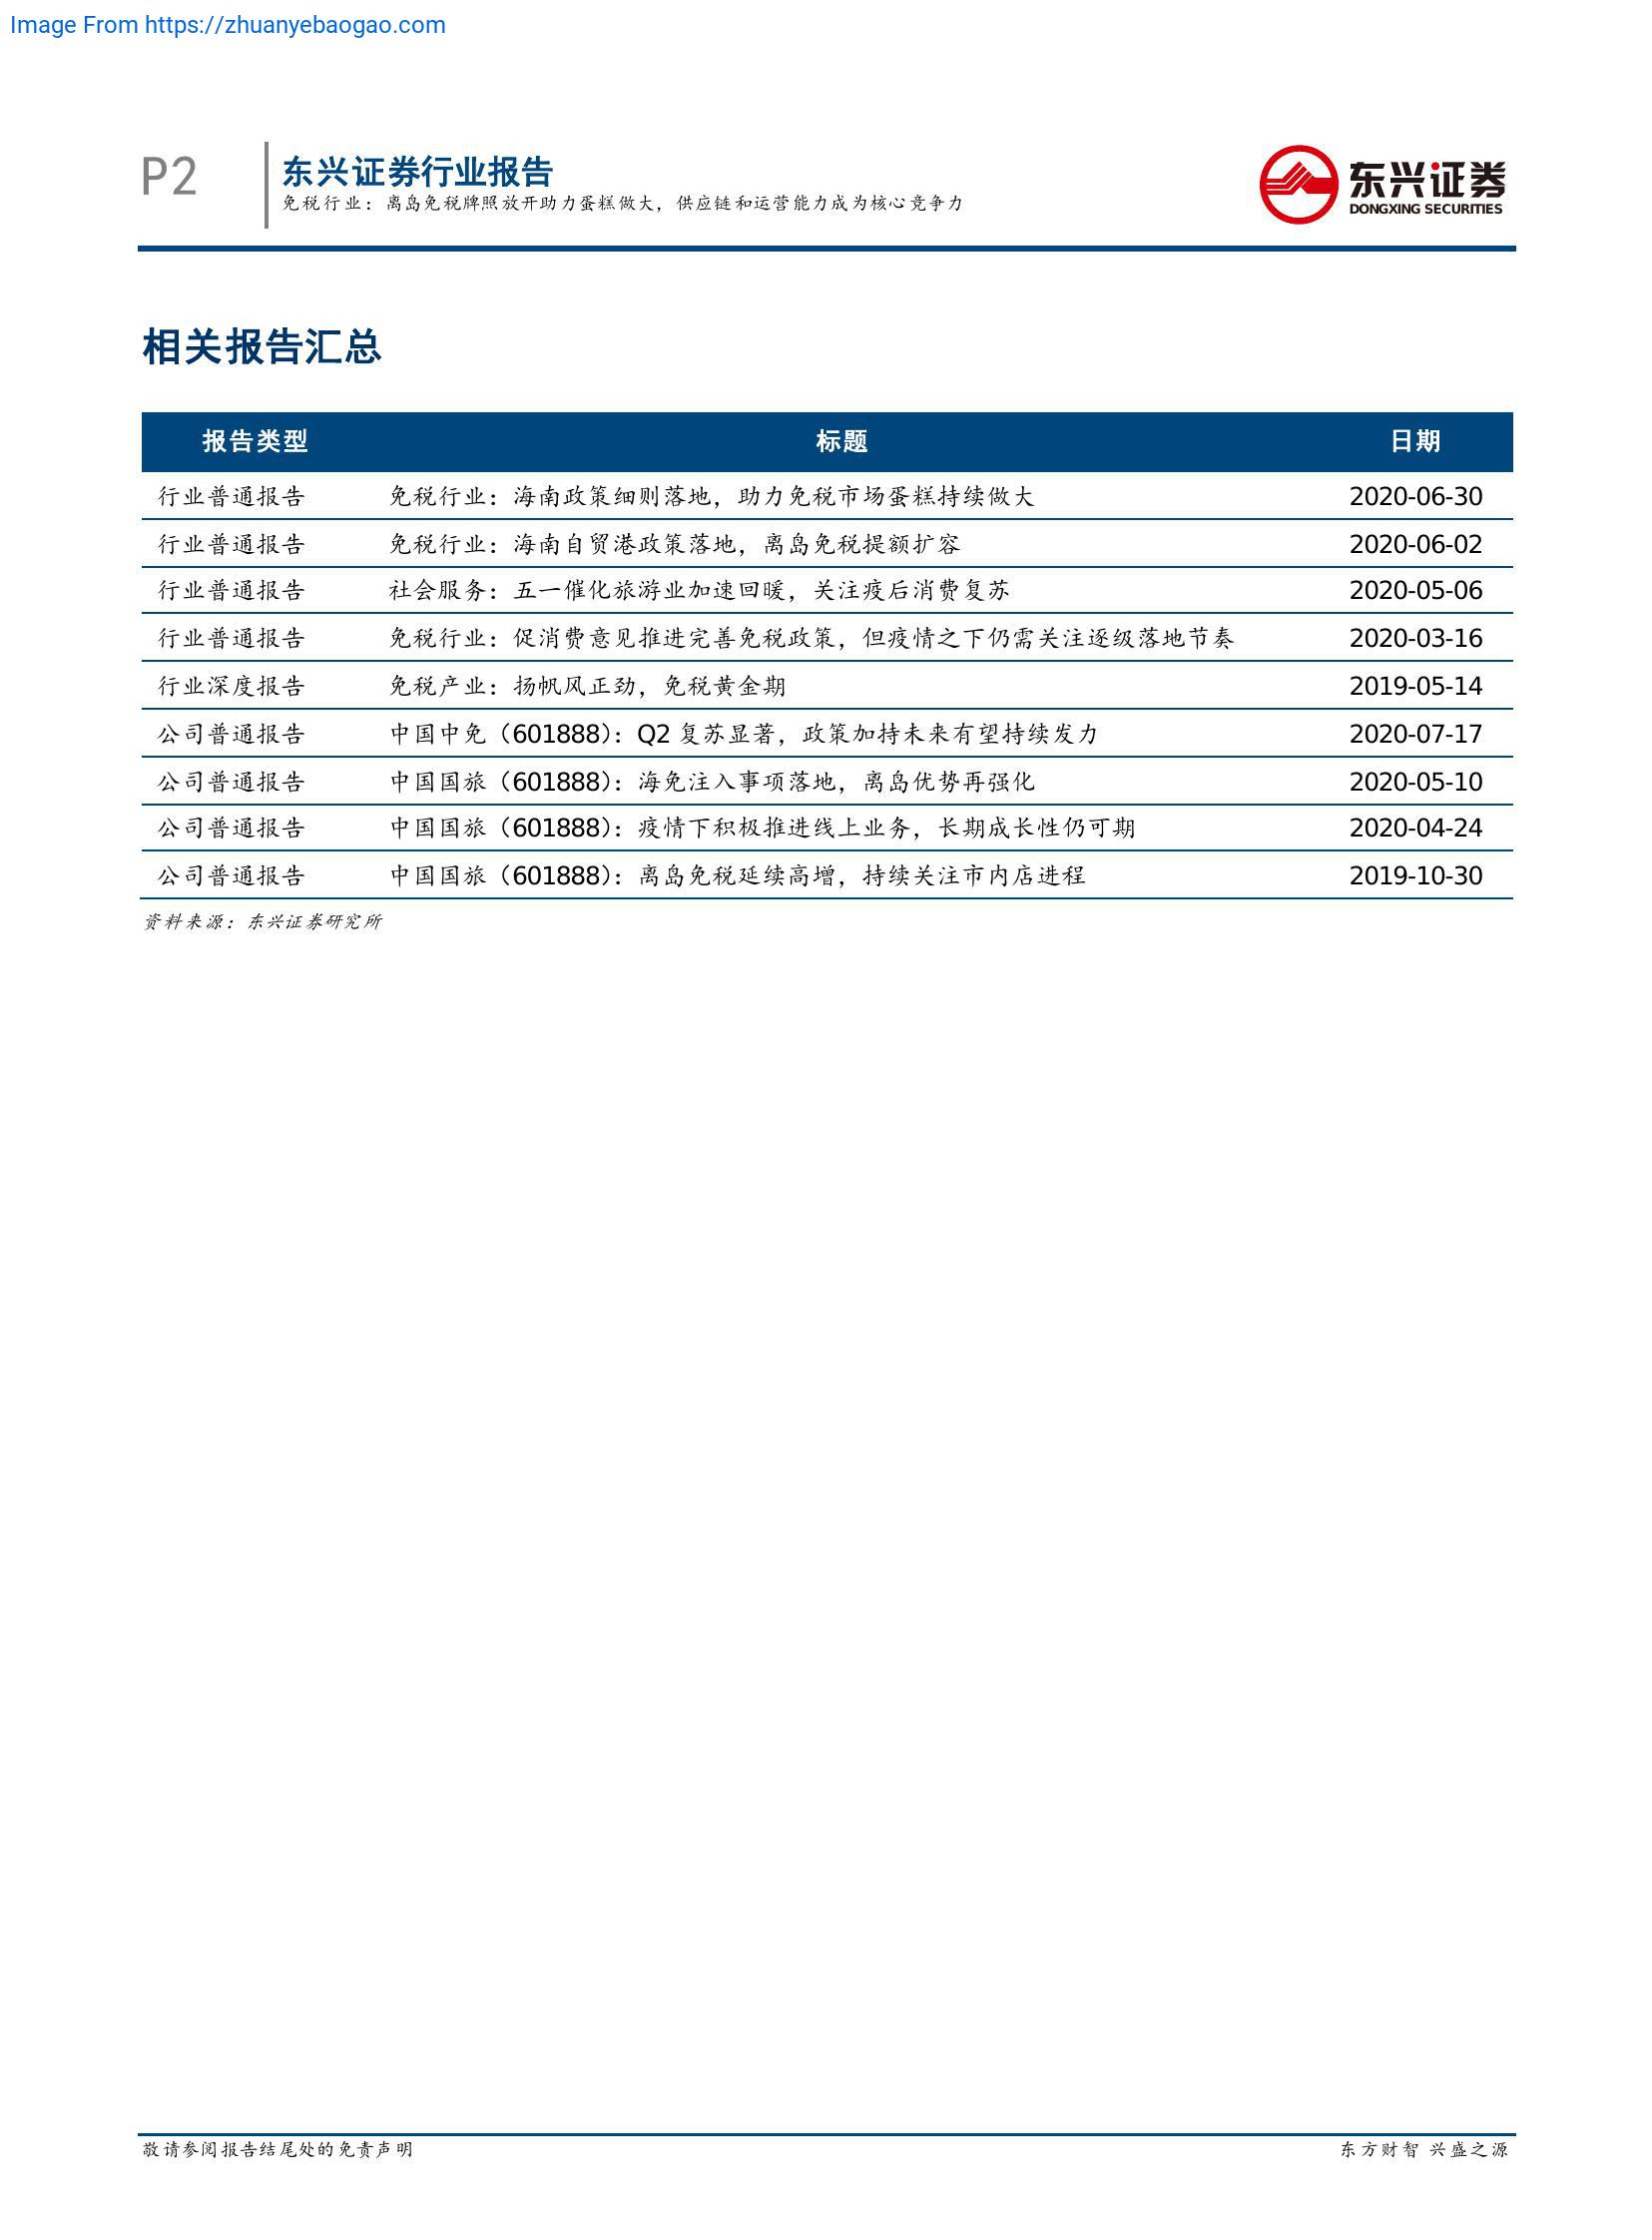 Image From https://zhuanyebaogao.com
P2
东兴证券行业报告
免税行业：离岛免税牌照放开助力蛋糕做大，供应链和运营能力成为核心竞争力
东兴证券
DONGXING SECURITIES
相关报告汇总
报告类型 标题 日期
行业普通报告 免税行业：海南政策细则落地，助力免税市场蛋糕持续做大 2020-06-30
行业普通报告 免税行业：海南自贸港政策落地，离岛免税提额扩容 2020-06-02
行业普通报告 社会服务：五一催化旅游业加速回暖，关注疫后消费复苏 2020-05-06
行业普通报告 免税行业：促消费意见推进完善免税政策，但疫情之下仍需关注逐级落地节奏 2020-03-16
行业深度报告 免税产业：扬帆风正劲，免税黄金期 2019-05-14
公司普通报告 中国中免（601888）：Q2 复苏显著，政策加持未来有望持续发力 2020-07-17
公司普通报告 中国国旅（601888）：海免注入事项落地，离岛优势再强化 2020-05-10
公司普通报告 中国国旅（601888）：疫情下积极推进线上业务，长期成长性仍可期 2020-04-24
公司普通报告 中国国旅（601888）：离岛免税延续高增，持续关注市内店进程 2019-10-30
资料来源：东兴证券研究所
敬请参阅报告结尾处的免责声明
东方财智 兴盛之源